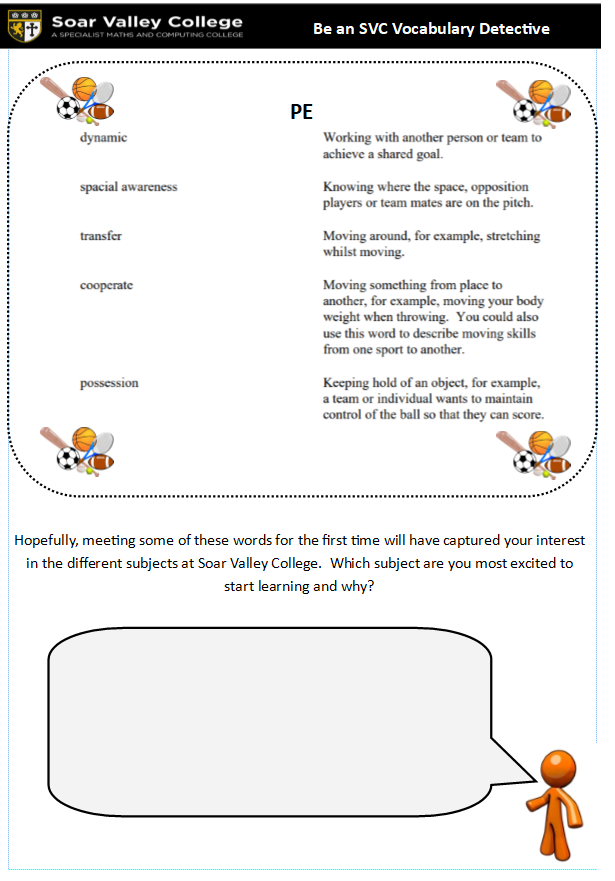 Soar Valley College
A SPECIALIST MATHS AND COMPUTING COLLEGE
Be an SVC Vocabulary Detective
PE
dynamic
Working with another person or team to
achieve a shared goal.
spacial awareness
Knowing where the space, opposition
players or team mates are on the pitch.
transfer
Moving around, for example, stretching
whilst moving.
cooperate
Moving something from place to
another, for example, moving your body
weight when throwing.  You could also
use this word to describe moving skills
from one sport to another.
possession
Keeping hold of an object, for example,
a team or individual wants to maintain
control of the ball so that they can score.
Hopefully, meeting some of these words for the first time will have captured your interest
in the different subjects at Soar Valley College.  Which subject are you most excited to
start learning and why?